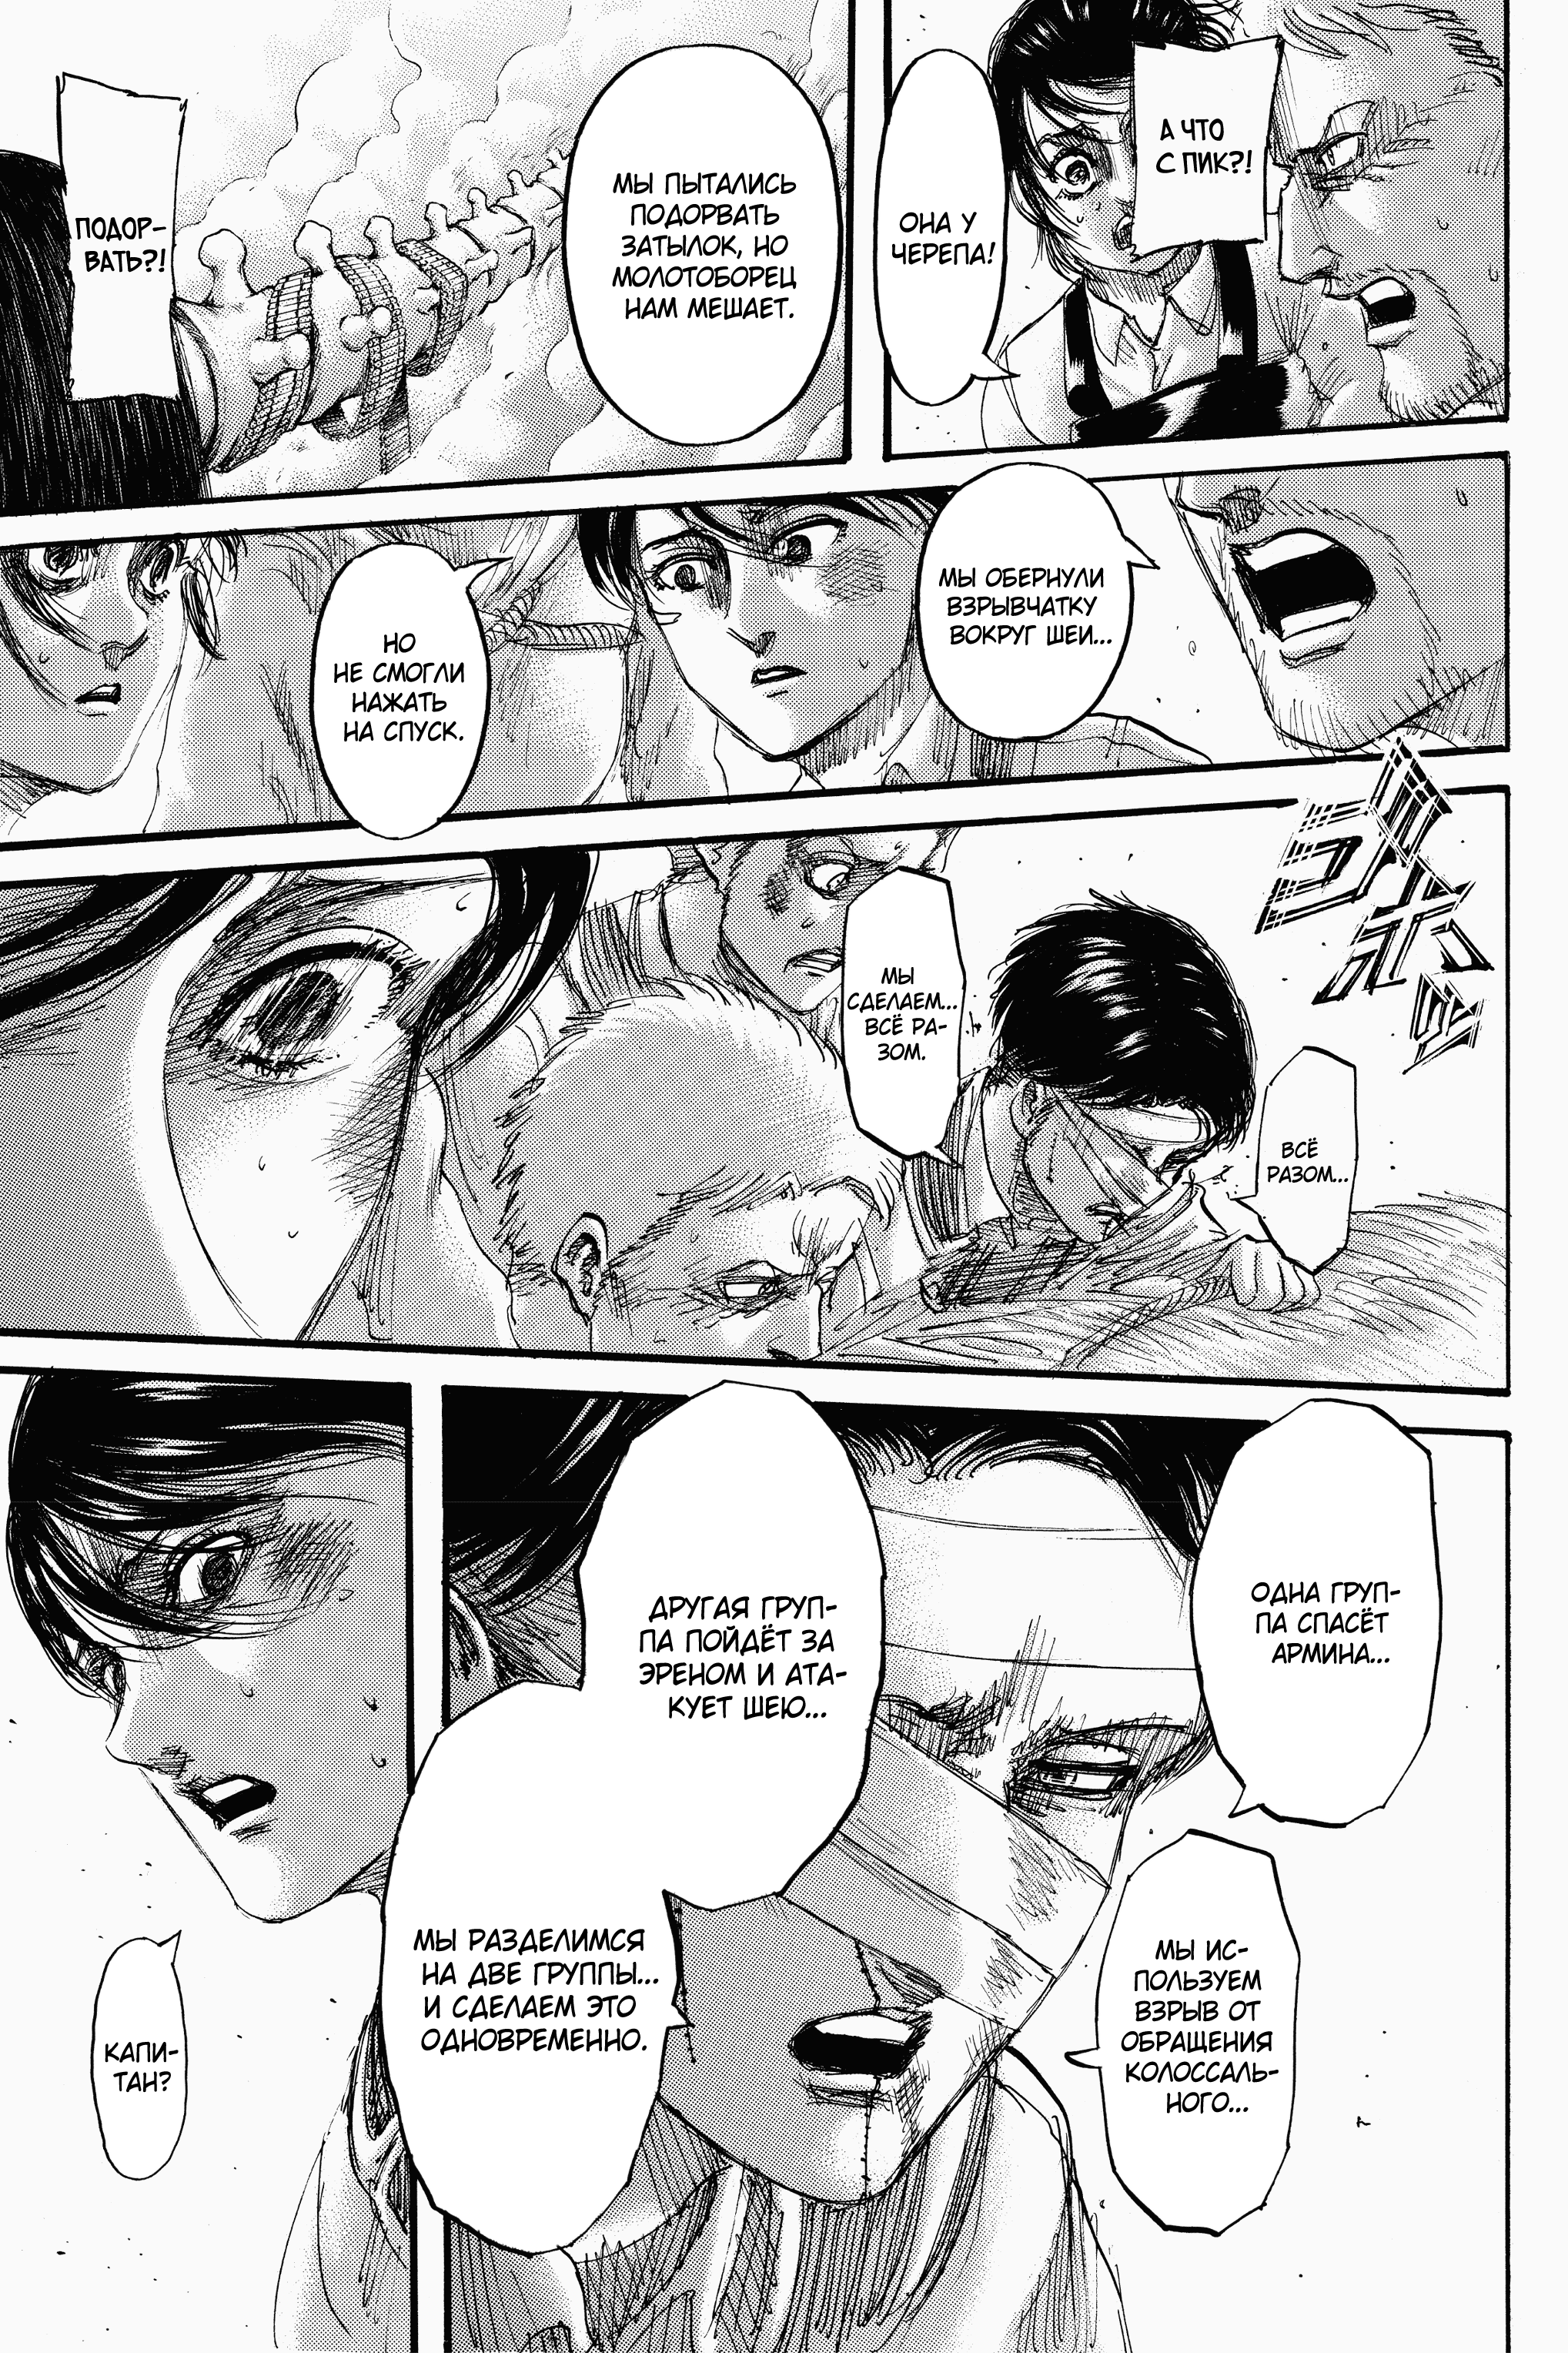 А ЧТО
С ПИК?!
ОНА У
ЧЕРЕПА!
МЫ ПЫТАЛИСЬ
ПОДОРВАТЬ
ЗАТЫЛОК, НО
МОЛОТОБОРЕЦ
НАМ МЕШАЕТ.
ПОДОР-
ВАТЬ?!
МЫ ОБЕРНУЛИ
ВЗРЫВЧАТКУ
ВОКРУГ ШЕИ...
НО
НЕ СМОГЛИ
НАЖАТЬ
НА СПУСК.
ВСЁ
РАЗОМ...
МЫ
СДЕЛАЕМ...
ВСЁ РА-
ЗОМ.
ОДНА ГРУП-
ПА СПАСЁТ
АРМИНА...
МЫ ИС-
ПОЛЬЗУЕМ
ВЗРЫВ ОТ
ОБРАЩЕНИЯ
КОЛОССАЛЬ-
НОГО...
ДРУГАЯ ГРУП-
ПА ПОЙДЁТ ЗА
ЭРЕНОМ И АТА-
КУЕТ ШЕЮ...
МЫ РАЗДЕЛИМСЯ
НА ДВЕ ГРУППЫ...
И СДЕЛАЕМ ЭТО
ОДНОВРЕМЕННО.
КАПИ-
ТАН?